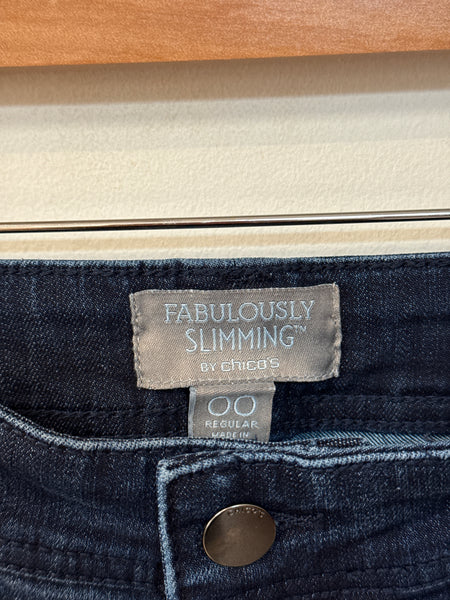 FABULOUSLY
SLIMMING™
BY chico's
00
REGULAR
MADE IN